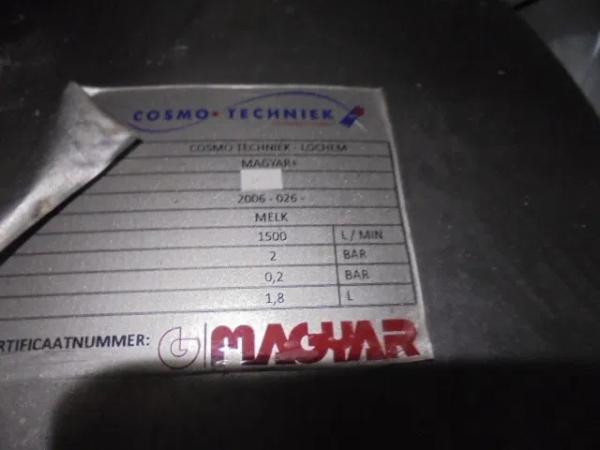 COSMO • TECHNIEK
COSMO TECHNIEK - LOCHEM
MAGYAR+
2006 - 026 -
MELK
1500 L / MIN
2 BAR
0,2 BAR
1,8 L
RTIFICAATNUMMER: MAGYAR